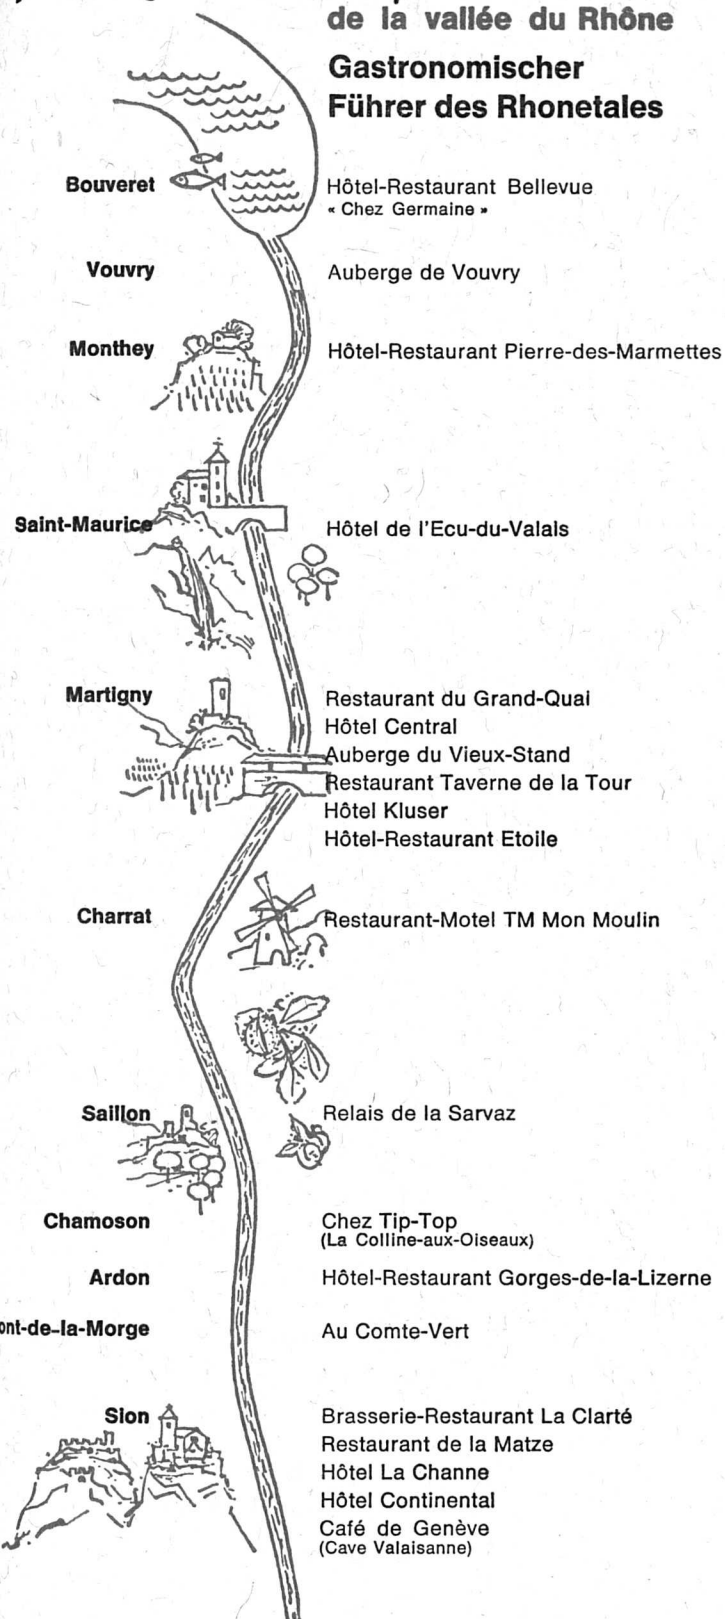 de la vallée du Rhône
Gastronomischer
Führer des Rhonetales
Bouveret Hôtel-Restaurant Bellevue
« Chez Germaine »
Vouvry Auberge de Vouvry
Monthey Hôtel-Restaurant Pierre-des-Marmettes
Saint-Maurice Hôtel de l'Ecu-du-Valais
Martigny Restaurant du Grand-Quai
Hôtel Central
Auberge du Vieux-Stand
Restaurant Taverne de la Tour
Hôtel Kluser
Hôtel-Restaurant Etoile
Charrat Restaurant-Motel TM Mon Moulin
Saillon Relais de la Sarvaz
Chamoson Chez Tip-Top
(La Colline-aux-Oiseaux)
Ardon Hôtel-Restaurant Gorges-de-la-Lizerne
ont-de-la-Morge Au Comte-Vert
Sion Brasserie-Restaurant La Clarté
Restaurant de la Matze
Hôtel La Channe
Hôtel Continental
Café de Genève
(Cave Valaisanne)